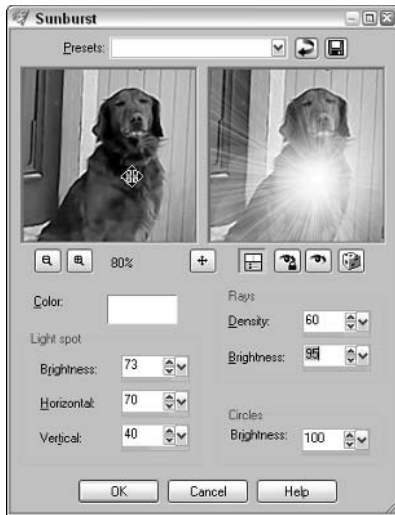 Sunburst
Presets:
80%
Color:
Light spot
Brightness: 73
Horizontal: 70
Vertical: 40
Rays
Density: 60
Brightness: 95
Circles
Brightness: 100
OK Cancel Help